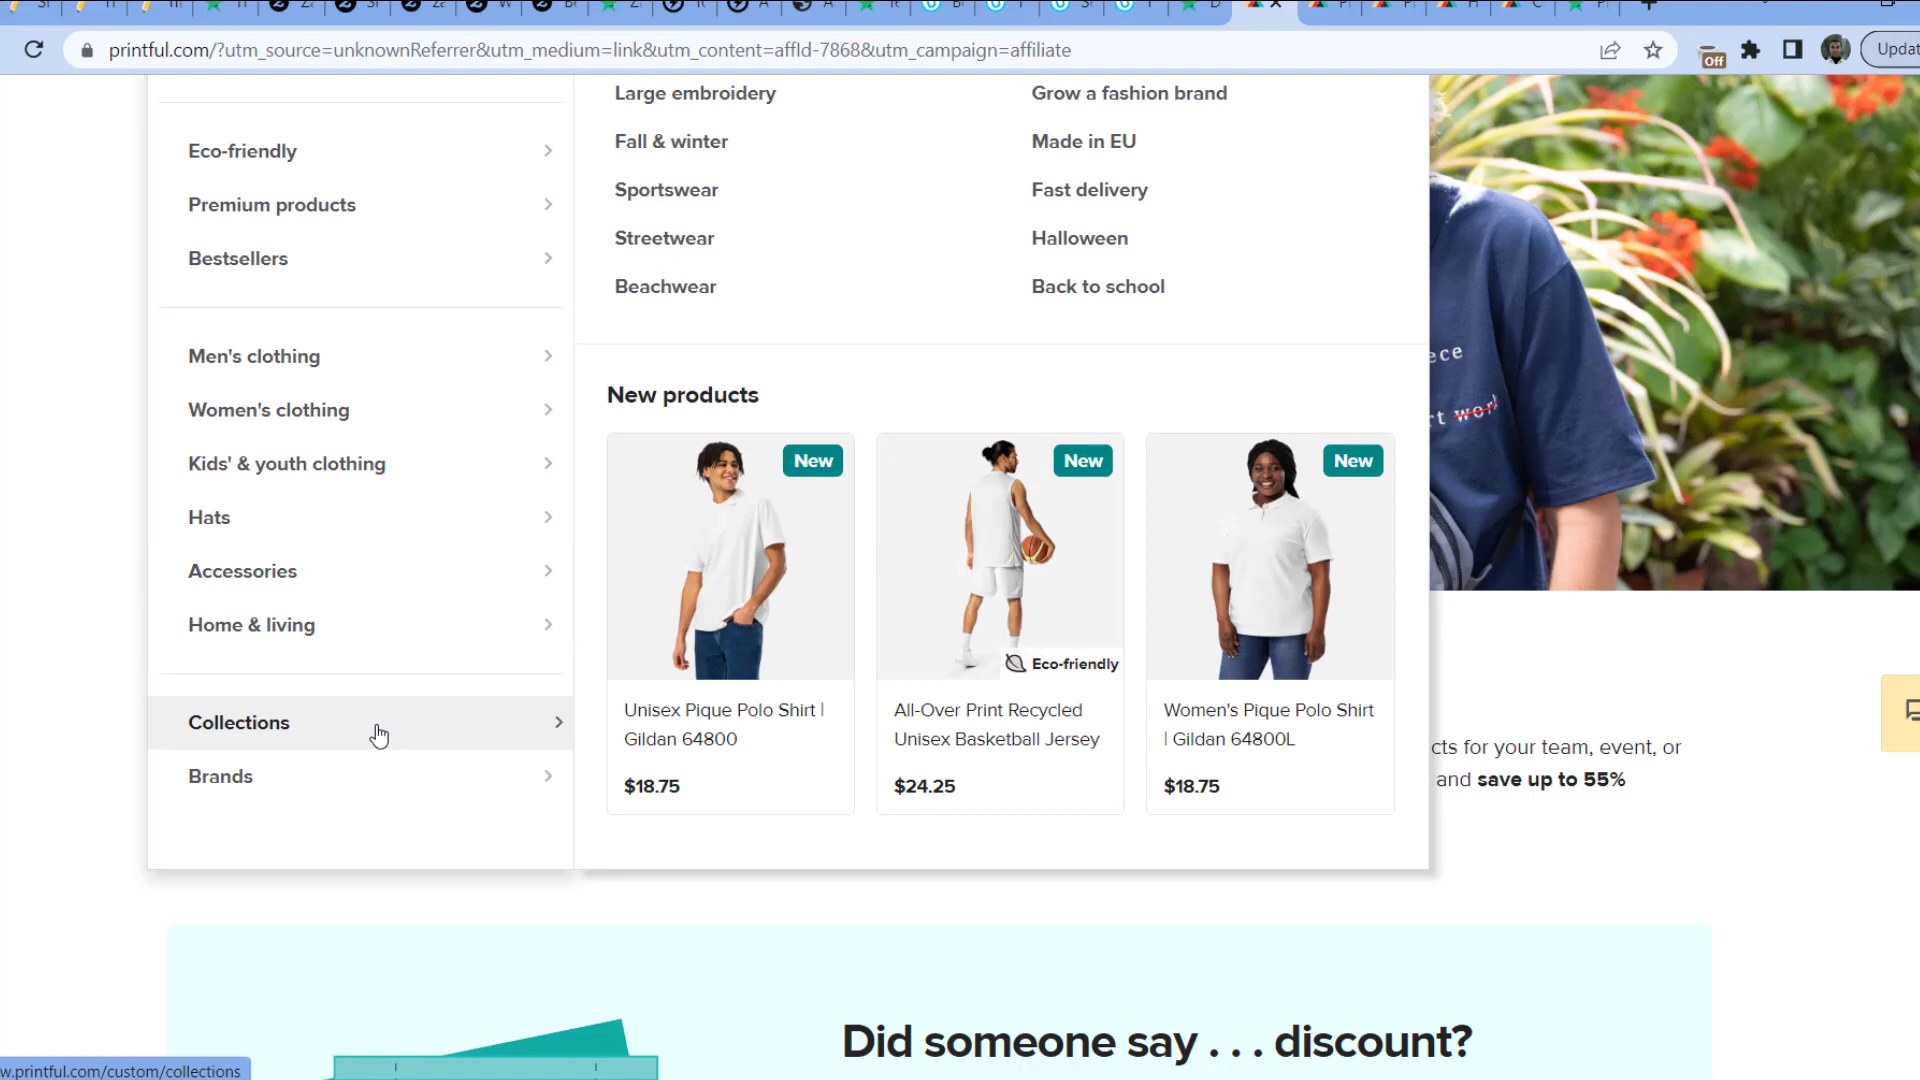 printful.com/?utm_source=unknownReferrer&utm_medium=link&utm_content=affId-7868&utm_campaign=affiliate
Off
Updat
Eco-friendly
Premium products
Bestsellers
Men's clothing
Women's clothing
Kids' & youth clothing
Hats
Accessories
Home & living
Collections
Brands
Large embroidery
Fall & winter
Sportswear
Streetwear
Beachwear
Grow a fashion brand
Made in EU
Fast delivery
Halloween
Back to school
New products
New
New
New
Eco-friendly
Unisex Pique Polo Shirt |
Gildan 64800
$18.75
All-Over Print Recycled
Unisex Basketball Jersey
$24.25
Women's Pique Polo Shirt
| Gildan 64800L
$18.75
ece
rt work
cts for your team, event, or
and save up to 55%
Did someone say . . . discount?
w.printful.com/custom/collections